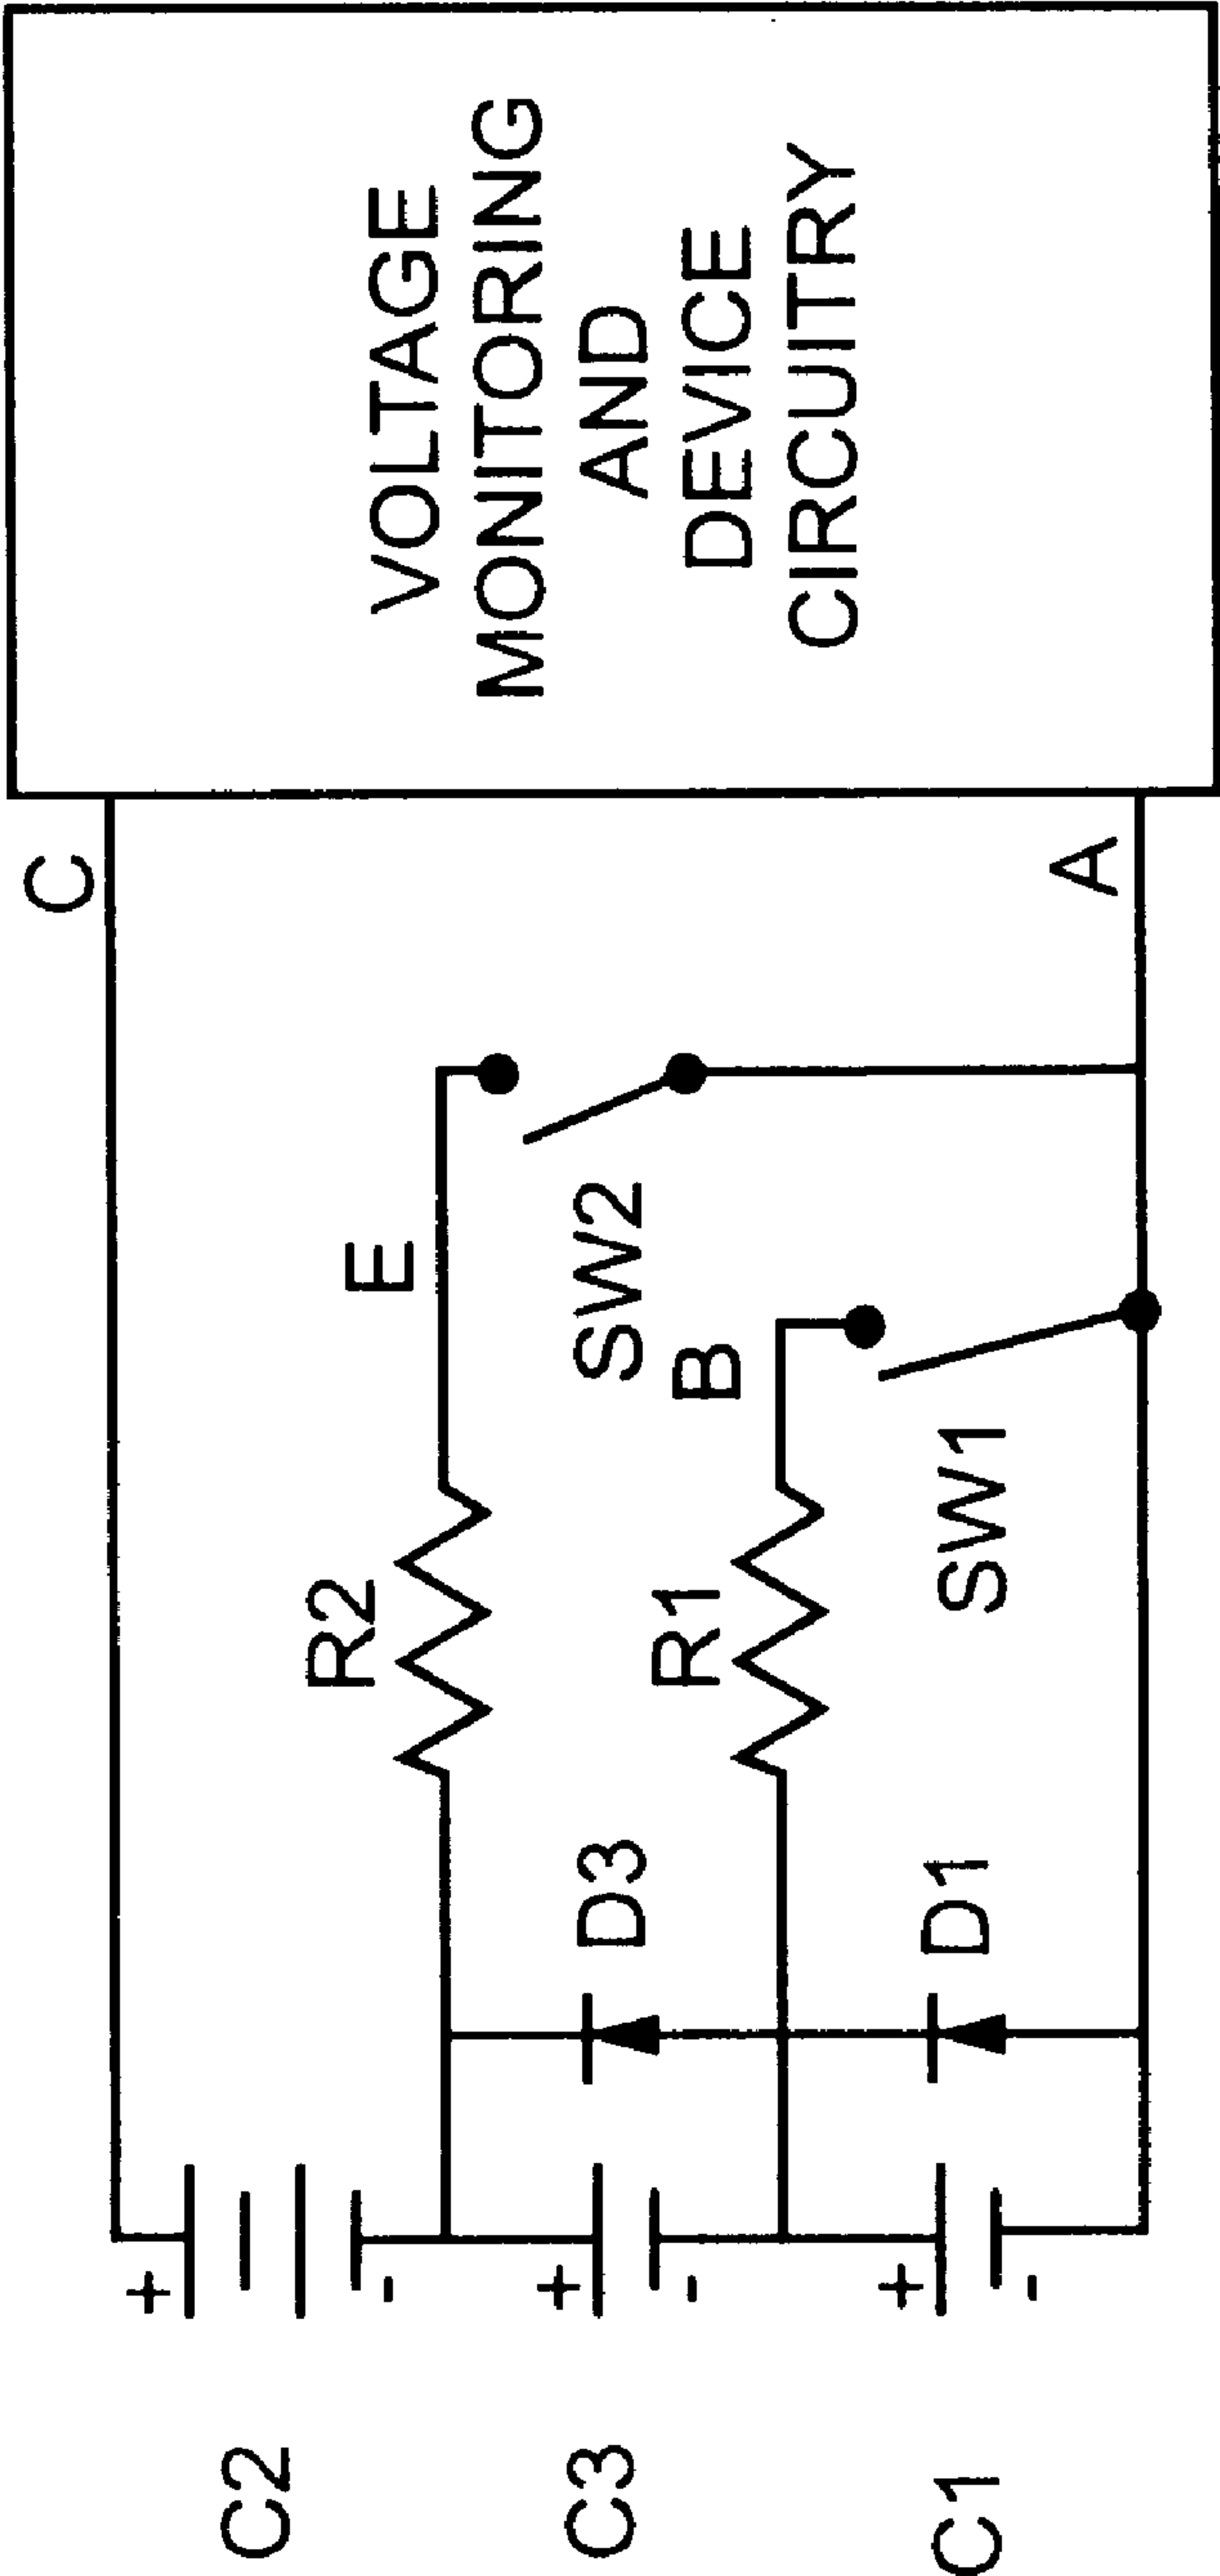 VOLTAGE
MONITORING
AND
DEVICE
CIRCUITRY
C
A
E
SW2
B
SW1
R2
R1
D3
D1
+
-
+
-
+
-
C2
C3
C1